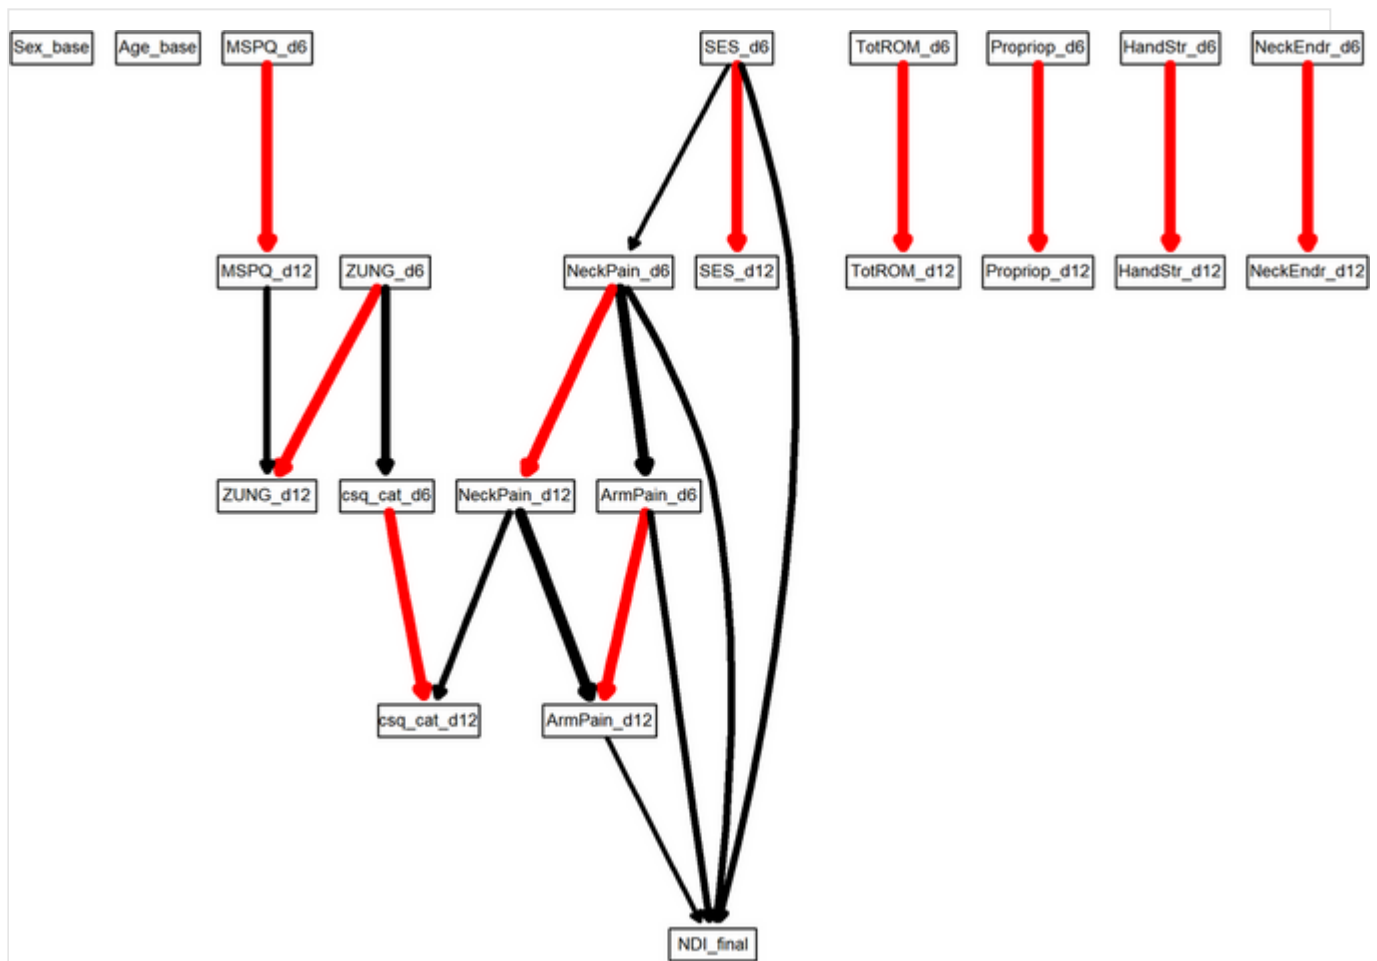 Sex_base
Age_base
MSPQ_d6
SES_d6
TotROM_d6
Propriop_d6
HandStr_d6
NeckEndr_d6
MSPQ_d12
ZUNG_d6
NeckPain_d6
SES_d12
TotROM_d12
Propriop_d12
HandStr_d12
NeckEndr_d12
ZUNG_d12
csq_cat_d6
NeckPain_d12
ArmPain_d6
csq_cat_d12
ArmPain_d12
NDI_final